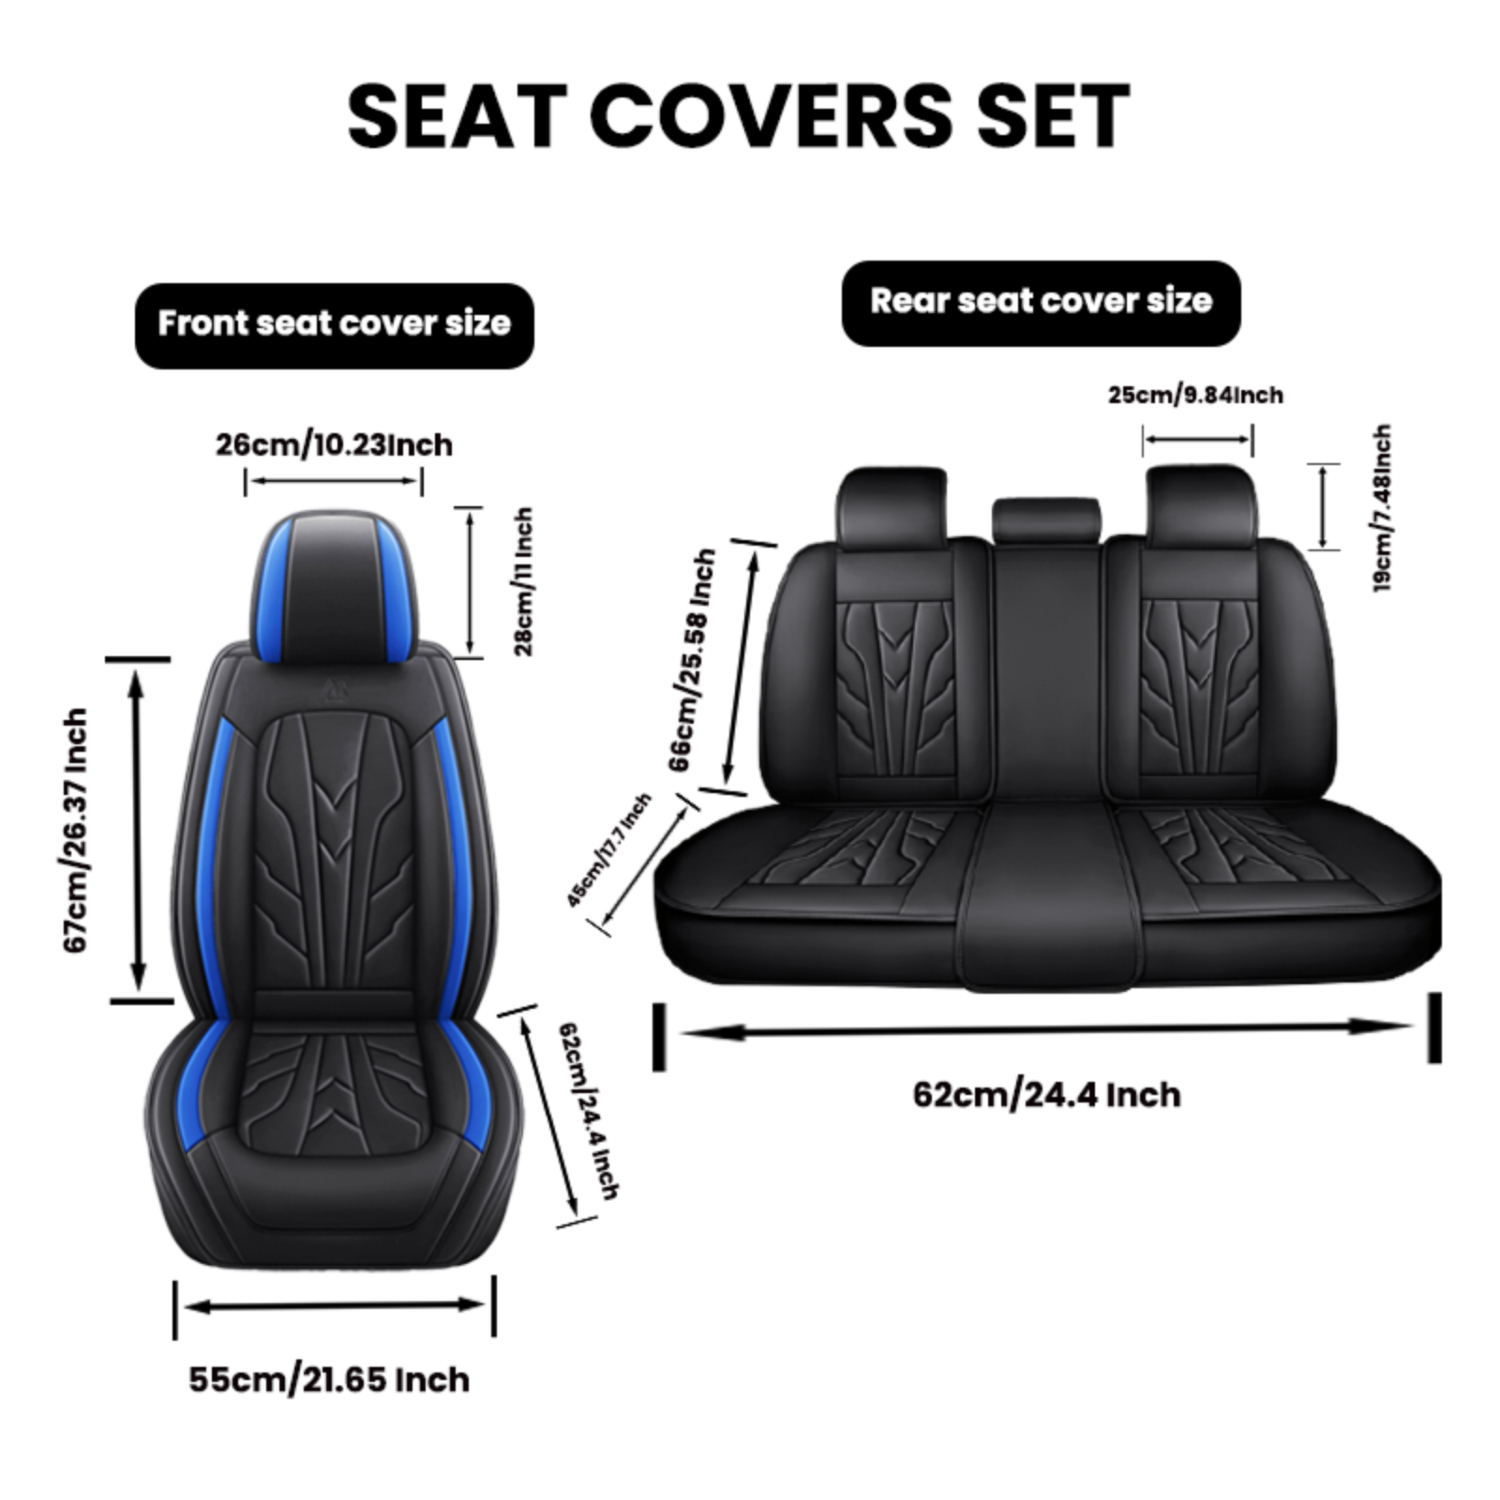 SEAT COVERS SET
Front seat cover size
Rear seat cover size
26cm/10.23Inch
28cm/11 Inch
67cm/26.37 Inch
62cm/24.4 Inch
55cm/21.65 Inch
25cm/9.84Inch
19cm/7.48Inch
66cm/25.58 Inch
45cm/17.7 Inch
62cm/24.4 Inch